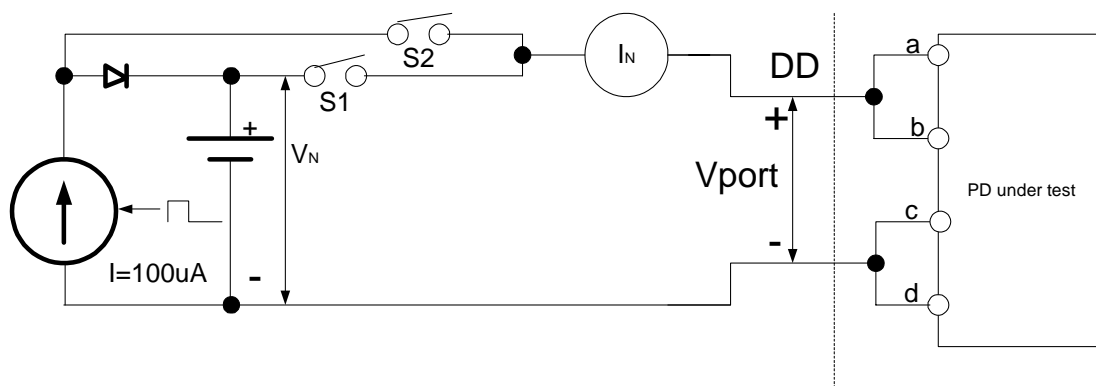 a
S2
IN
DD
S1
+
+
b
VN
Vport
PD under test
c
-
I=100uA
-
d